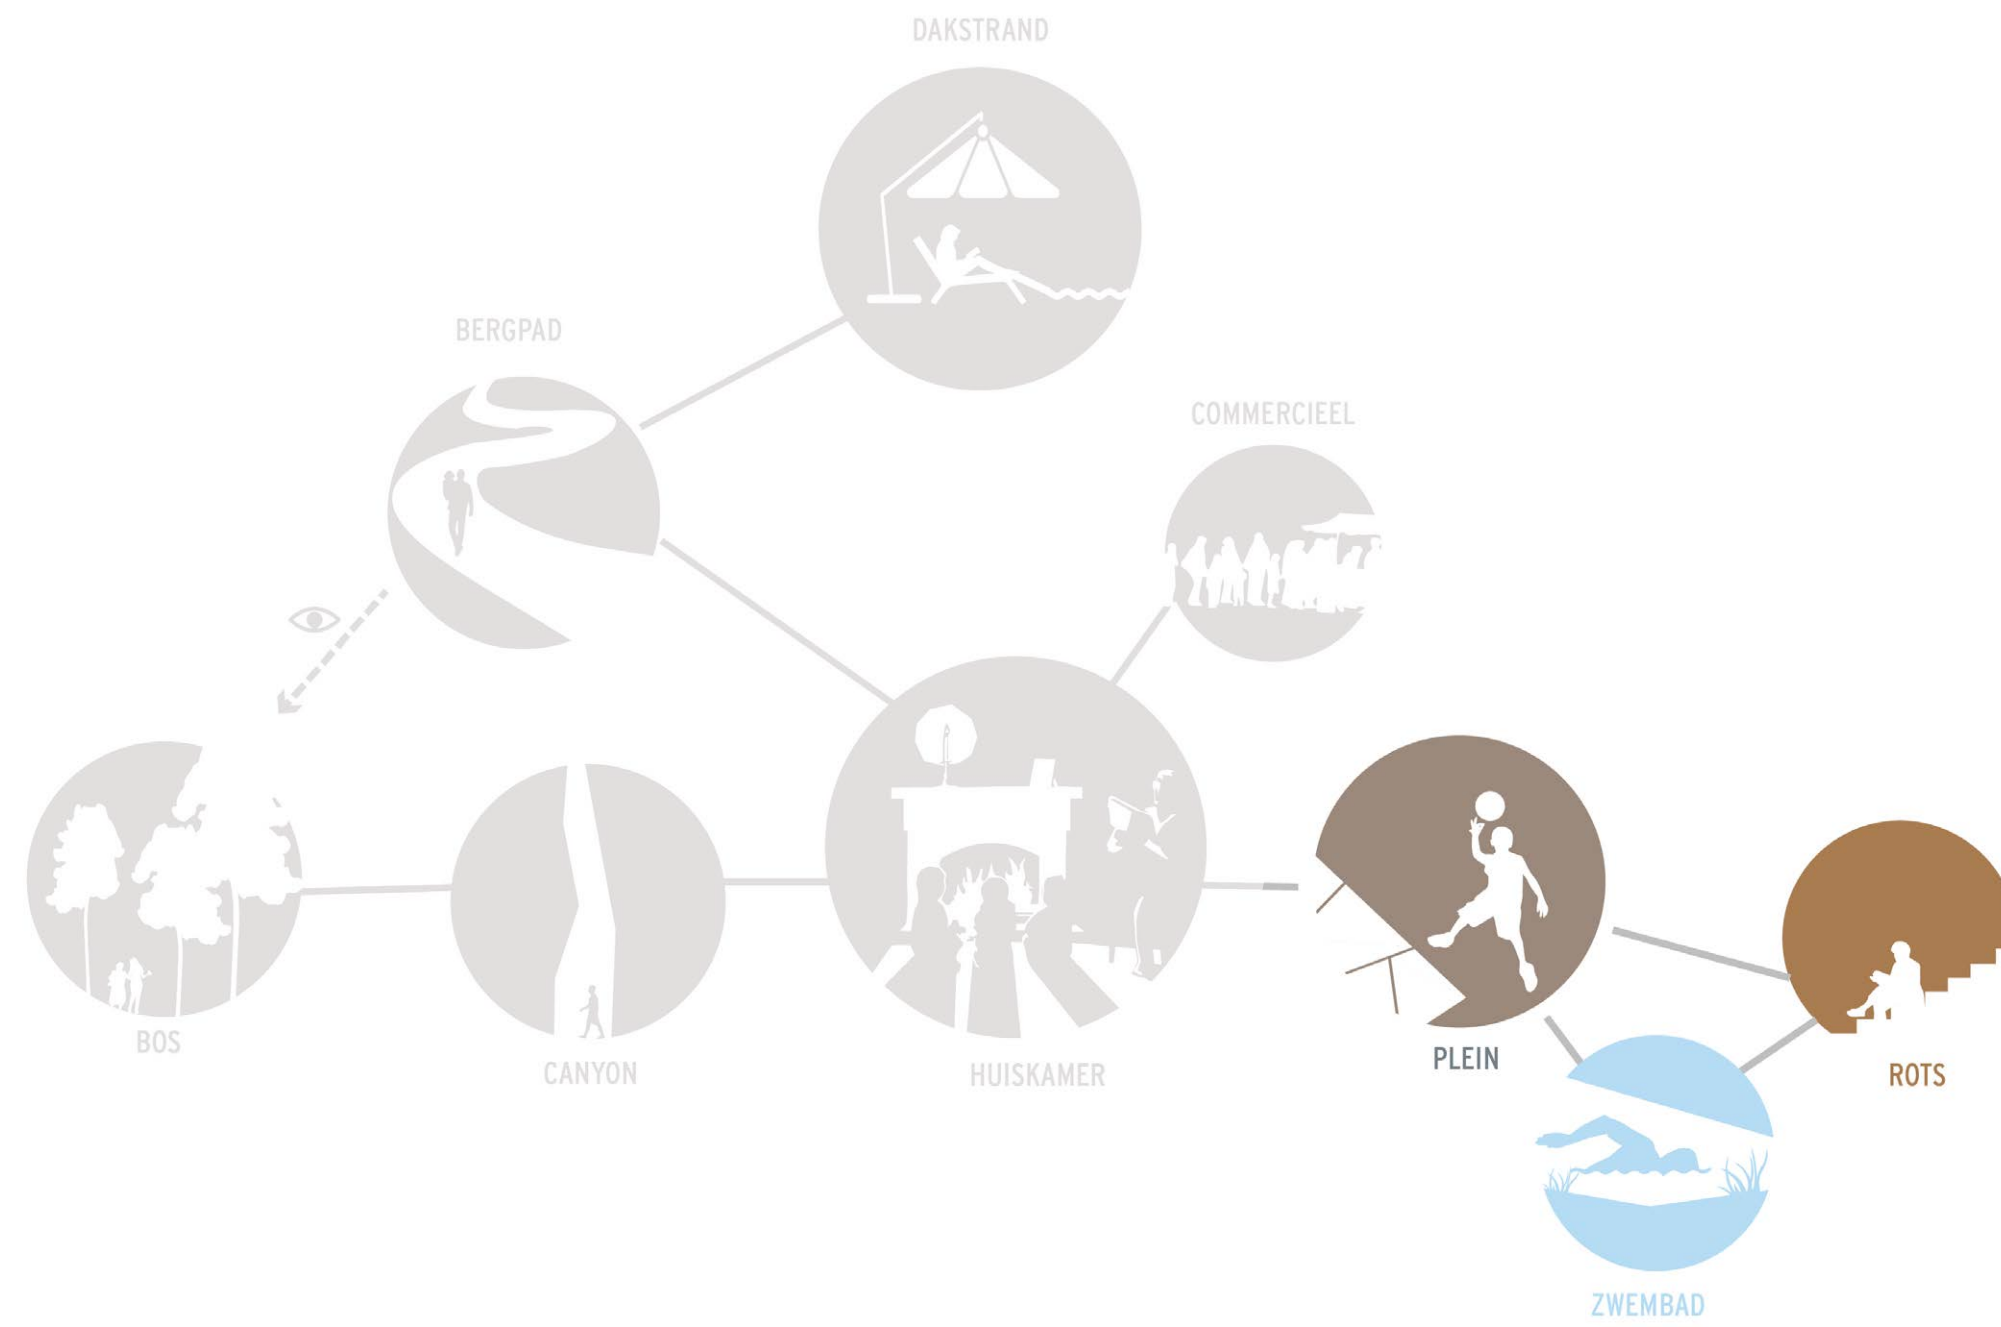 DAKSTRAND
BERGPAD
COMMERCIEEL
BOS
CANYON
HUISKAMER
PLEIN
ROTS
ZWEMBAD